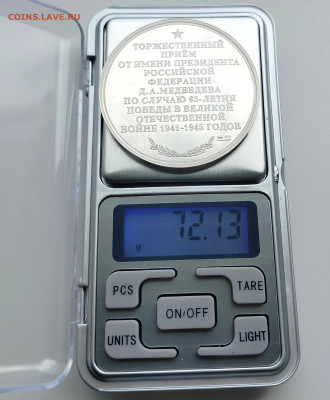 COINS.LAVE.RU
ТОРЖЕСТВЕННЫЙ
ПРИЁМ
ОТ ИМЕНИ ПРЕЗИДЕНТА
РОССИЙСКОЙ
ФЕДЕРАЦИИ
Д.А.МЕДВЕДЕВА
ПО СЛУЧАЮ 65-ЛЕТИЯ
ПОБЕДЫ В ВЕЛИКОЙ
ОТЕЧЕСТВЕННОЙ
ВОЙНЕ 1941-1945 ГОДОВ
72.13
g
PCS
TARE
ON/OFF
UNITS
LIGHT